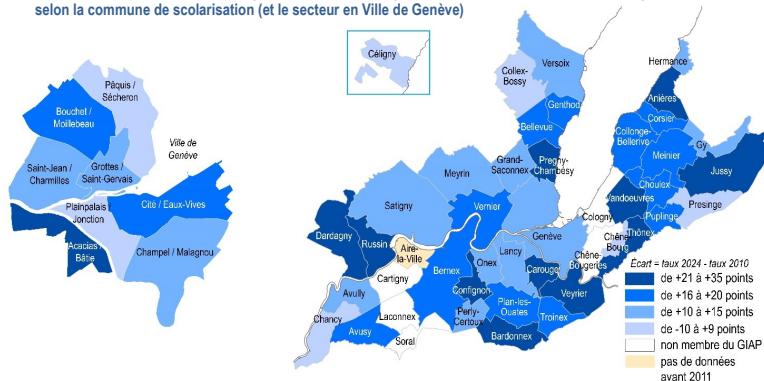 selon la commune de scolarisation (et le secteur en Ville de Genève)
Céligny
Pâquis /
Sécheron
Bouchet /
Moillebeau
Ville de
Genève
Saint-Jean /
Charmilles
Grottes /
Saint-Gervais
Plainpalais
Jonction
Cité / Eaux-Vives
Acacias /
Bâtie
Champel / Malagnou
Versoix
Collex-
Bossy
Genthod
Bellevue
Pregny-
Chambésy
Grand-
Saconnex
Meyrin
Satigny
Vernier
Dardagny
Russin
Aire-
la-Ville
Cartigny
Avully
Chancy
Avusy
Laconnex
Soral
Bernex
Confignon
Onex
Lancy
Genève
Carouge
Perly-
Certoux
Plan-les-
Ouates
Bardonnex
Troinex
Veyrier
Hermance
Anières
Corsier
Collonge-
Bellerive
Meinier
Gy
Jussy
Choulex
Vandoeuvres
Presinge
Puplinge
Cologny
Thônex
Chêne-
Bourg
Chêne-
Bougeries
Écart = taux 2024 - taux 2010
de +21 à +35 points
de +16 à +20 points
de +10 à +15 points
de -10 à +9 points
non membre du GIAP
pas de données
avant 2011